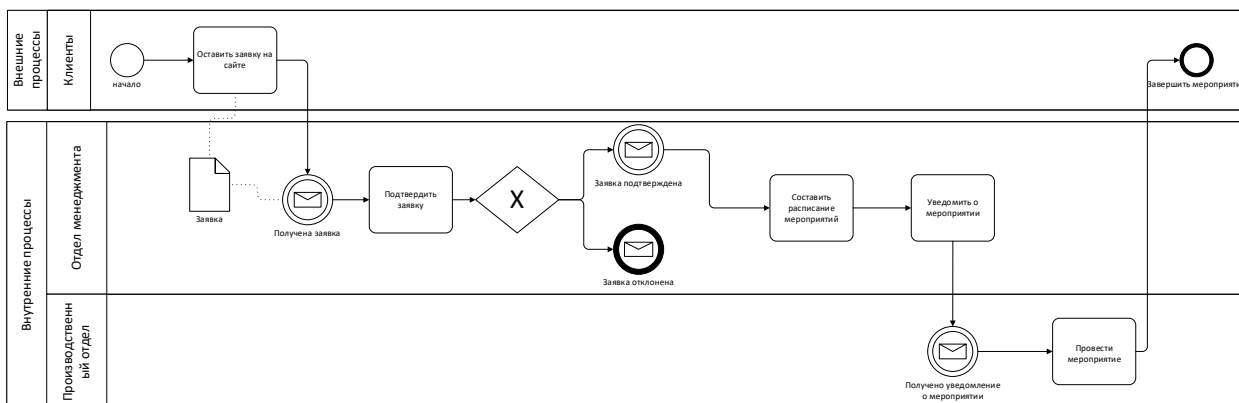 Внешние
процессы
Клиенты
начало
Оставить заявку на
сайте
Завершить мероприяти
Внутренние процессы
Отдел менеджмента
Заявка
Получена заявка
Подтвердить
заявку
X
Заявка подтверждена
Заявка отклонена
Составить
расписание
мероприятий
Уведомить о
мероприятии
Производственн
ый отдел
Получено уведомление
о мероприятии
Провести
мероприятие